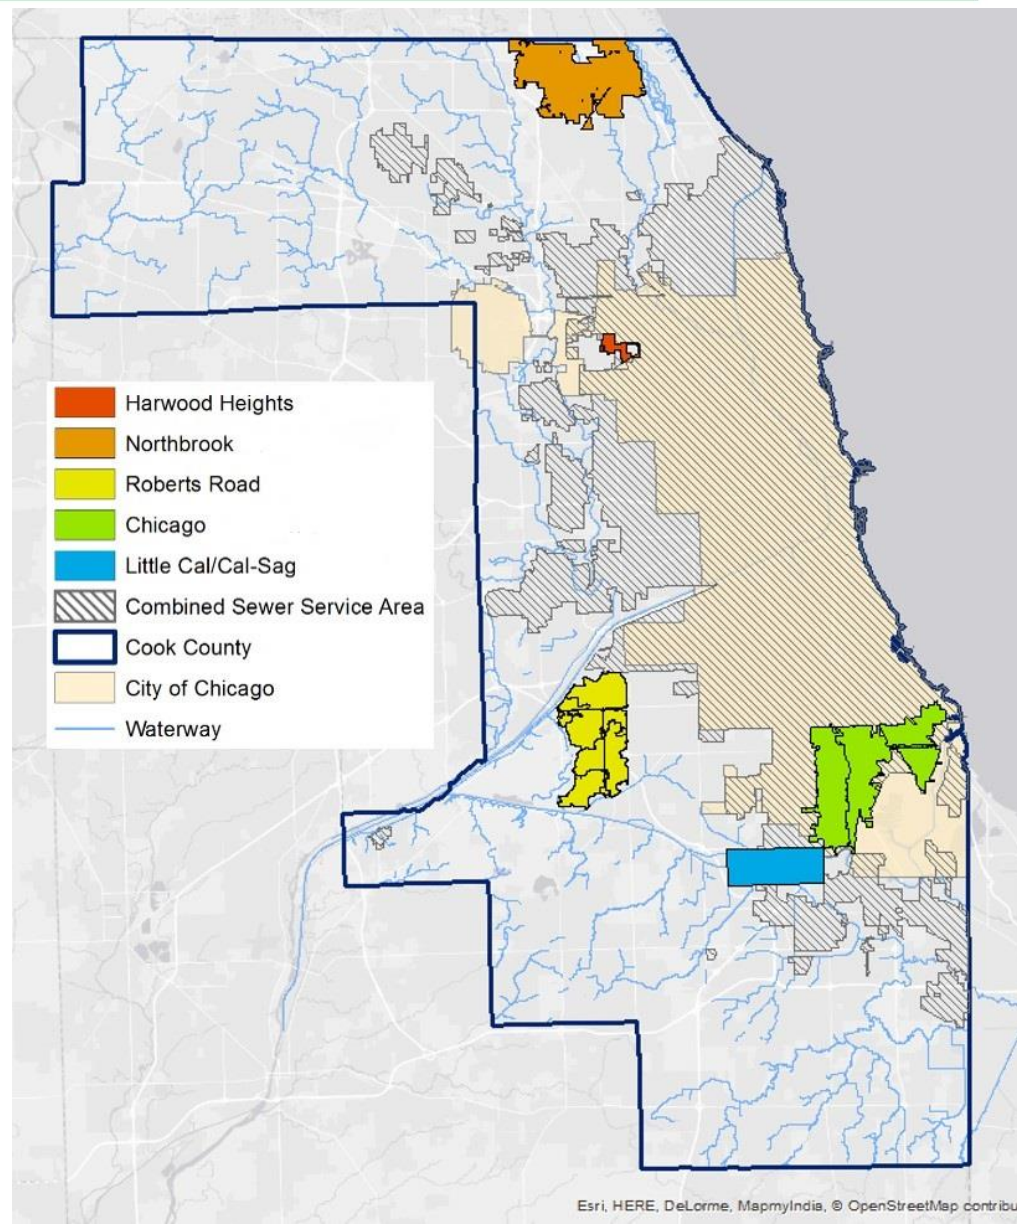 Harwood Heights
Northbrook
Roberts Road
Chicago
Little Cal/Cal-Sag
Combined Sewer Service Area
Cook County
City of Chicago
Waterway
Esri, HERE, DeLorme, MapmyIndia, © OpenStreetMap contribu